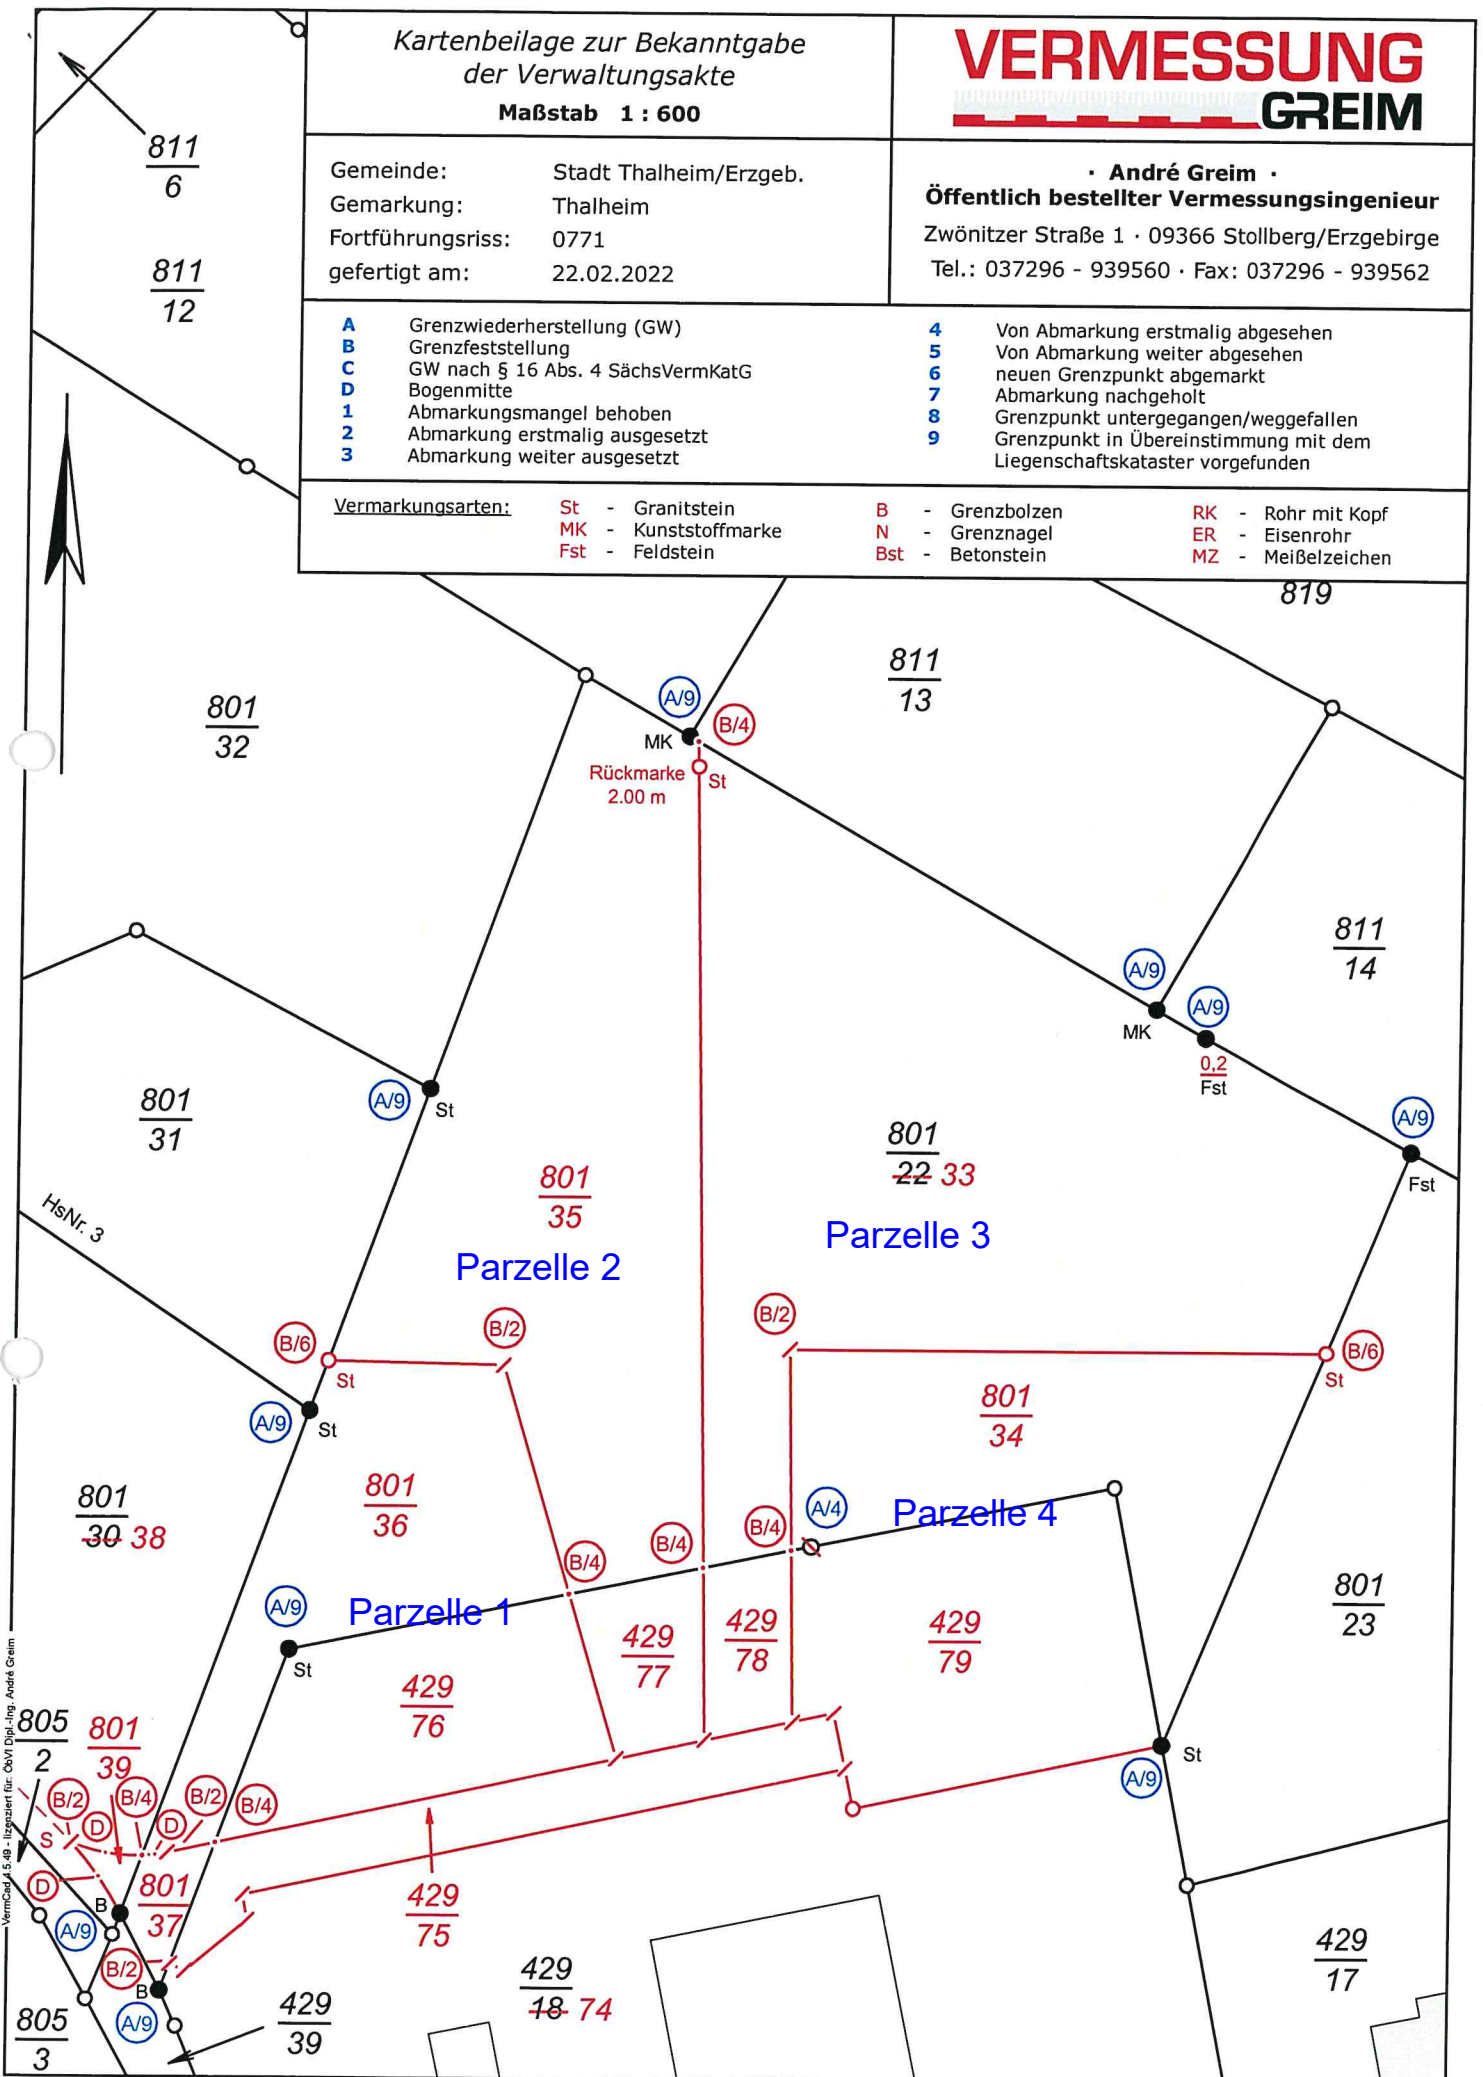 Kartenbeilage zur Bekanntgabe
der Verwaltungsakte
Maßstab 1 : 600
VERMESSUNG
GREIM
Gemeinde: Stadt Thalheim/Erzgeb.
Gemarkung: Thalheim
Fortführungsriss: 0771
gefertigt am: 22.02.2022
· André Greim ·
Öffentlich bestellter Vermessungsingenieur
Zwönitzer Straße 1 · 09366 Stollberg/Erzgebirge
Tel.: 037296 - 939560 · Fax: 037296 - 939562
A Grenzwiederherstellung (GW)
B Grenzfeststellung
C GW nach § 16 Abs. 4 SächsVermKatG
D Bogenmitte
1 Abmarkungsmangel behoben
2 Abmarkung erstmalig ausgesetzt
3 Abmarkung weiter ausgesetzt
4 Von Abmarkung erstmalig abgesehen
5 Von Abmarkung weiter abgesehen
6 neuen Grenzpunkt abgemarkt
7 Abmarkung nachgeholt
8 Grenzpunkt untergegangen/weggefallen
9 Grenzpunkt in Übereinstimmung mit dem
Liegenschaftskataster vorgefunden
Vermarkungsarten:
St - Granitstein
MK - Kunststoffmarke
Fst - Feldstein
B - Grenzbolzen
N - Grenznagel
Bst - Betonstein
RK - Rohr mit Kopf
ER - Eisenrohr
MZ - Meißelzeichen
811
6
811
12
819
811
13
801
32
A/9
B/4
MK
Rückmarke
2.00 m
St
811
14
A/9
MK
A/9
0,2
Fst
A/9
Fst
A/9
St
801
31
801
22 33
801
35
HsNr. 3
Parzelle 3
Parzelle 2
B/2
B/2
B/6
St
B/6
St
A/9
St
801
34
801
36
801
30 38
A/4
Parzelle 4
B/4
B/4
B/4
A/9
Parzelle 1
St
801
23
429
77
429
78
429
79
429
76
805
2
801
39
St
A/9
B/2
B/4
B/2
B/4
D
D
S
D
801
37
B
A/9
B/2
B
A/9
429
75
429
18 74
429
17
429
39
805
3
VermCad 4.5.49 - lizenziert für: ÖbVI Dipl.-Ing. André Greim